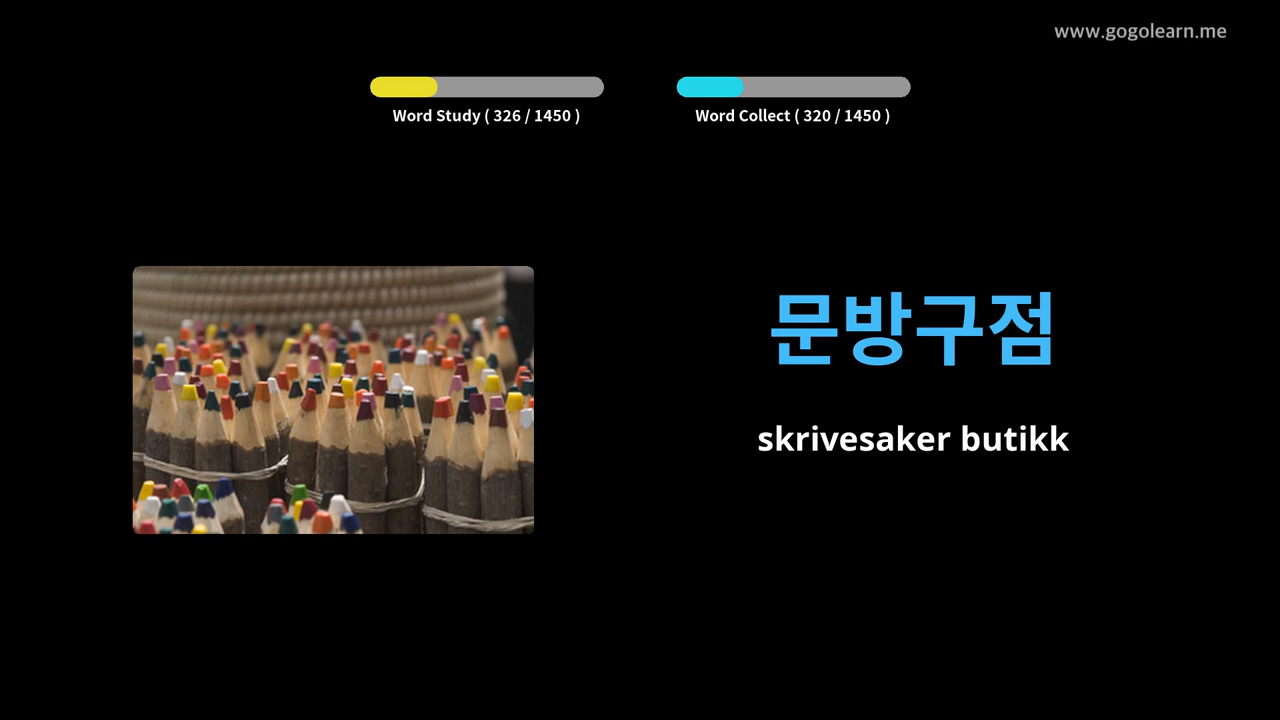 www.gogolearn.me
Word Study ( 326 / 1450 )
Word Collect ( 320 / 1450 )
문방구점
skrivesaker butikk